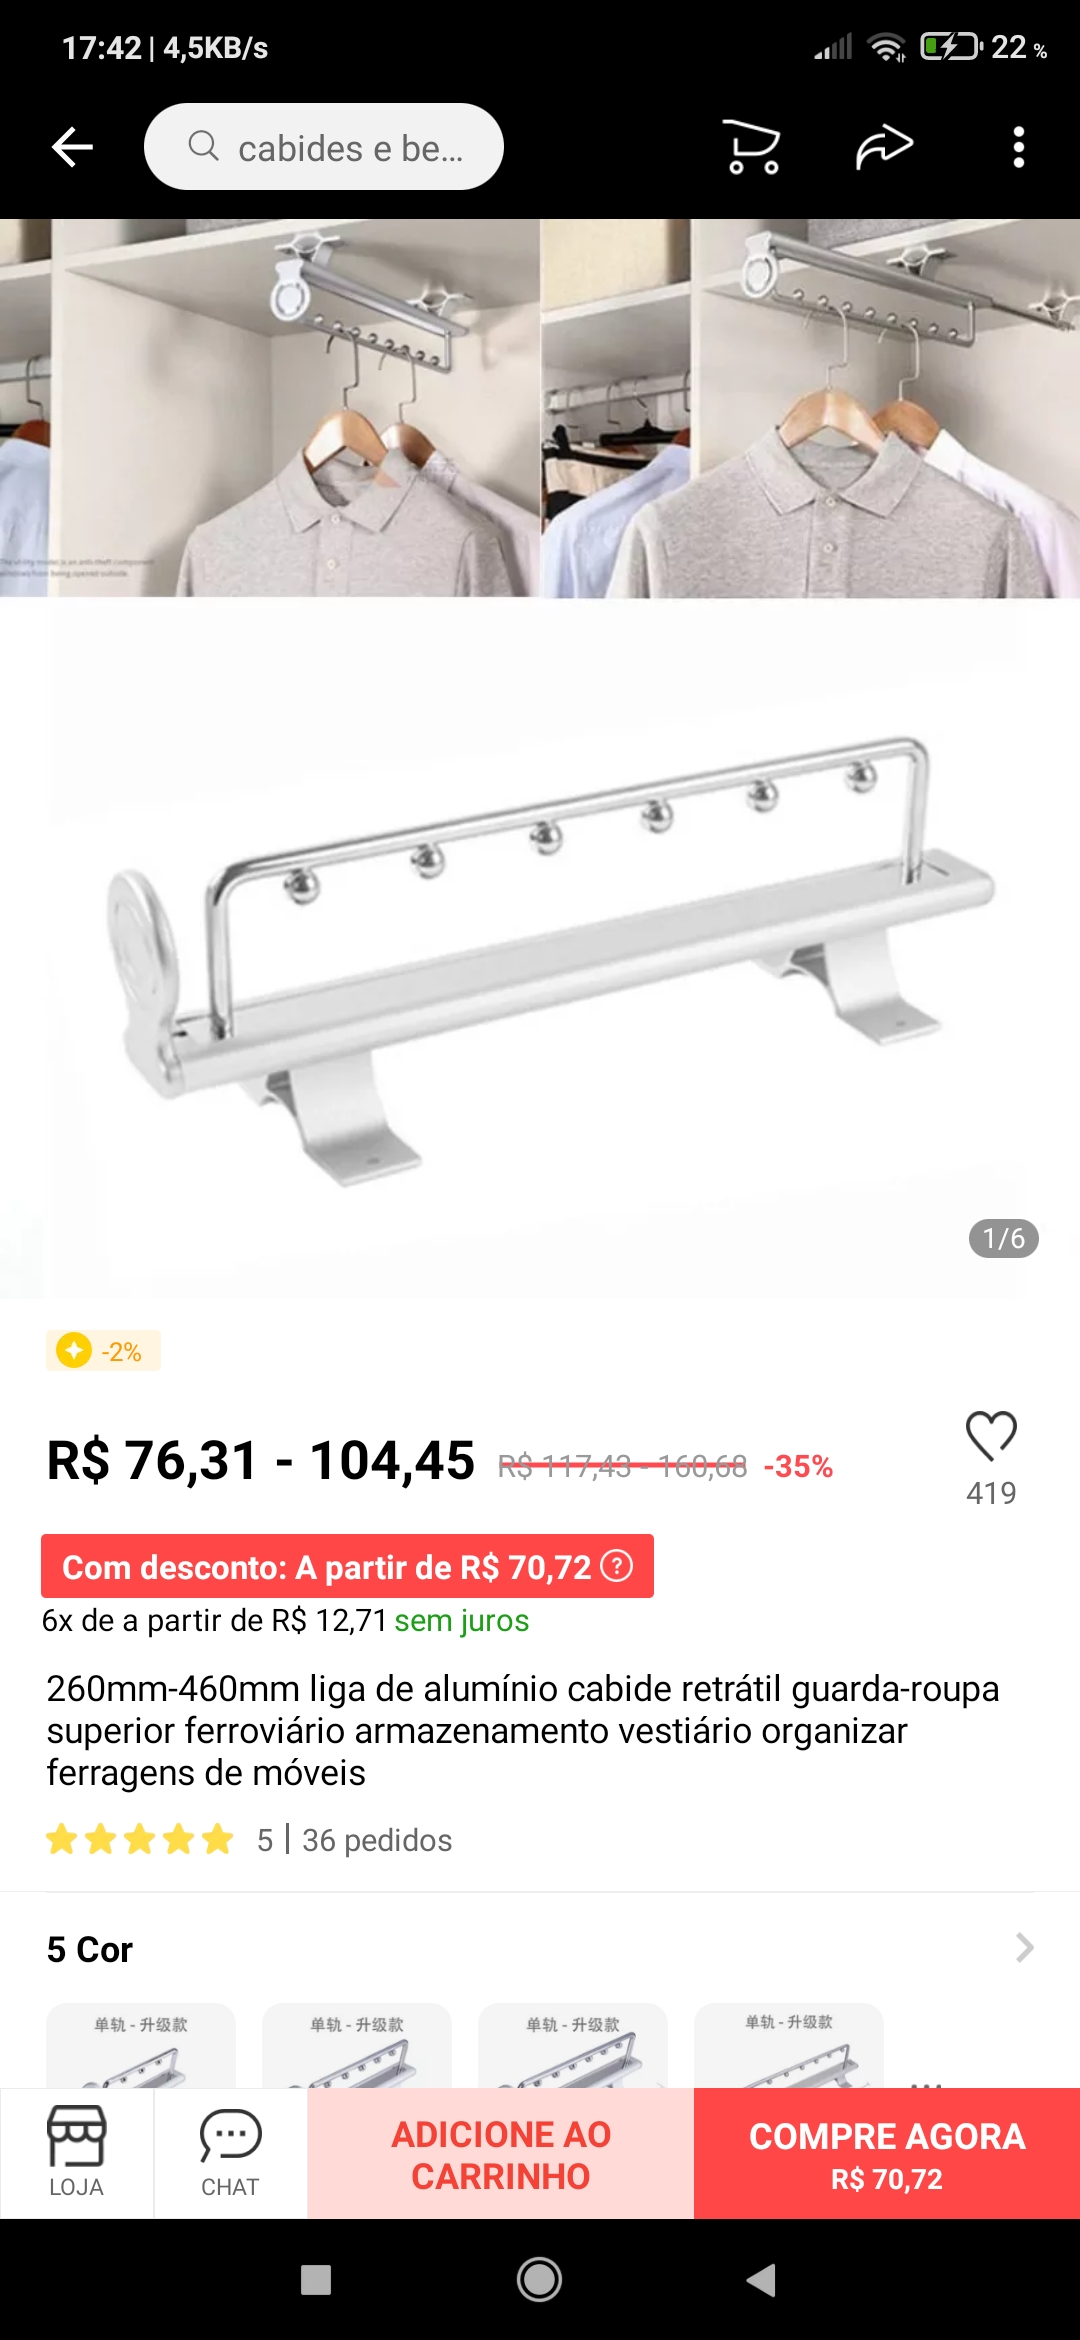 17:42 | 4,5KB/s
22 %
cabides e be...
1/6
-2%
R$ 76,31 - 104,45 R$ 117,43 - 160,68 -35%
419
Com desconto: A partir de R$ 70,72 ?
6x de a partir de R$ 12,71 sem juros
260mm-460mm liga de alumínio cabide retrátil guarda-roupa
superior ferroviário armazenamento vestiário organizar
ferragens de móveis
5 | 36 pedidos
5 Cor
单轨 - 升级款 单轨 - 升级款 单轨 - 升级款 单轨 - 升级款
...
LOJA
CHAT
ADICIONE AO
CARRINHO
COMPRE AGORA
R$ 70,72